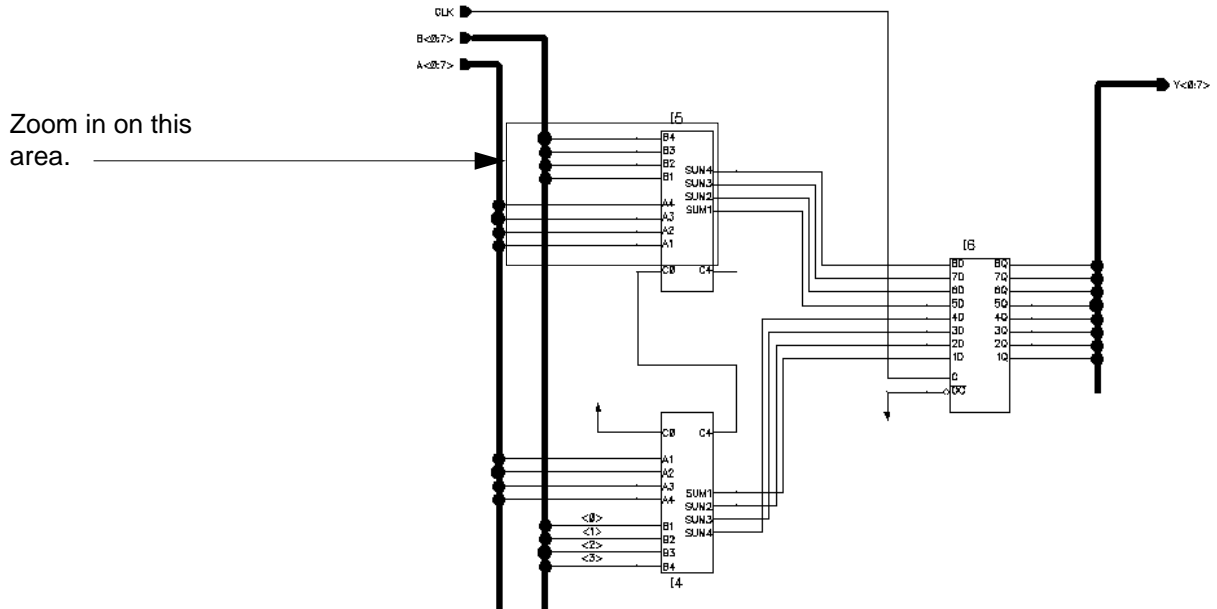 CLK
B<0:7>
A<0:7>
Y<0:7>
Zoom in on this
area.
I5
B4
B3
B2
B1
A4
A3
A2
A1
C0
C4
SUM4
SUM3
SUM2
SUM1
I6
8D
7D
6D
5D
4D
3D
2D
1D
C
OC
8Q
7Q
6Q
5Q
4Q
3Q
2Q
1Q
C0
C4
A1
A2
A3
A4
SUM1
SUM2
SUM3
SUM4
<0>
<1>
<2>
<3>
B1
B2
B3
B4
I4